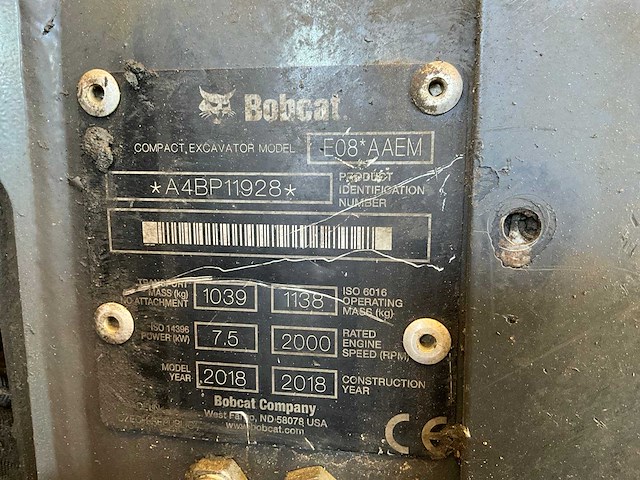 Bobcat.
COMPACT EXCAVATOR MODEL E08*AAEM
*A4BP11928* PRODUCT IDENTIFICATION NUMBER
TRANSPORT MASS (kg) NO ATTACHMENT 1039 1138 ISO 6016 OPERATING MASS (kg)
ISO 14396 POWER (kW) 7.5 2000 RATED ENGINE SPEED (RPM)
MODEL YEAR 2018 2018 CONSTRUCTION YEAR
Bobcat Company
West Fargo, ND 58078 USA
www.bobcat.com
CE